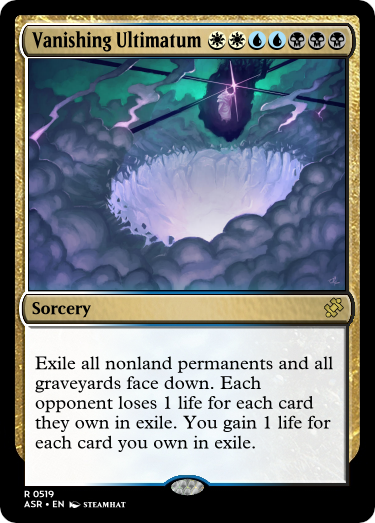 Vanishing Ultimatum
Sorcery
Exile all nonland permanents and all
graveyards face down. Each
opponent loses 1 life for each card
they own in exile. You gain 1 life for
each card you own in exile.
R 0519
ASR • EN STEAMHAT